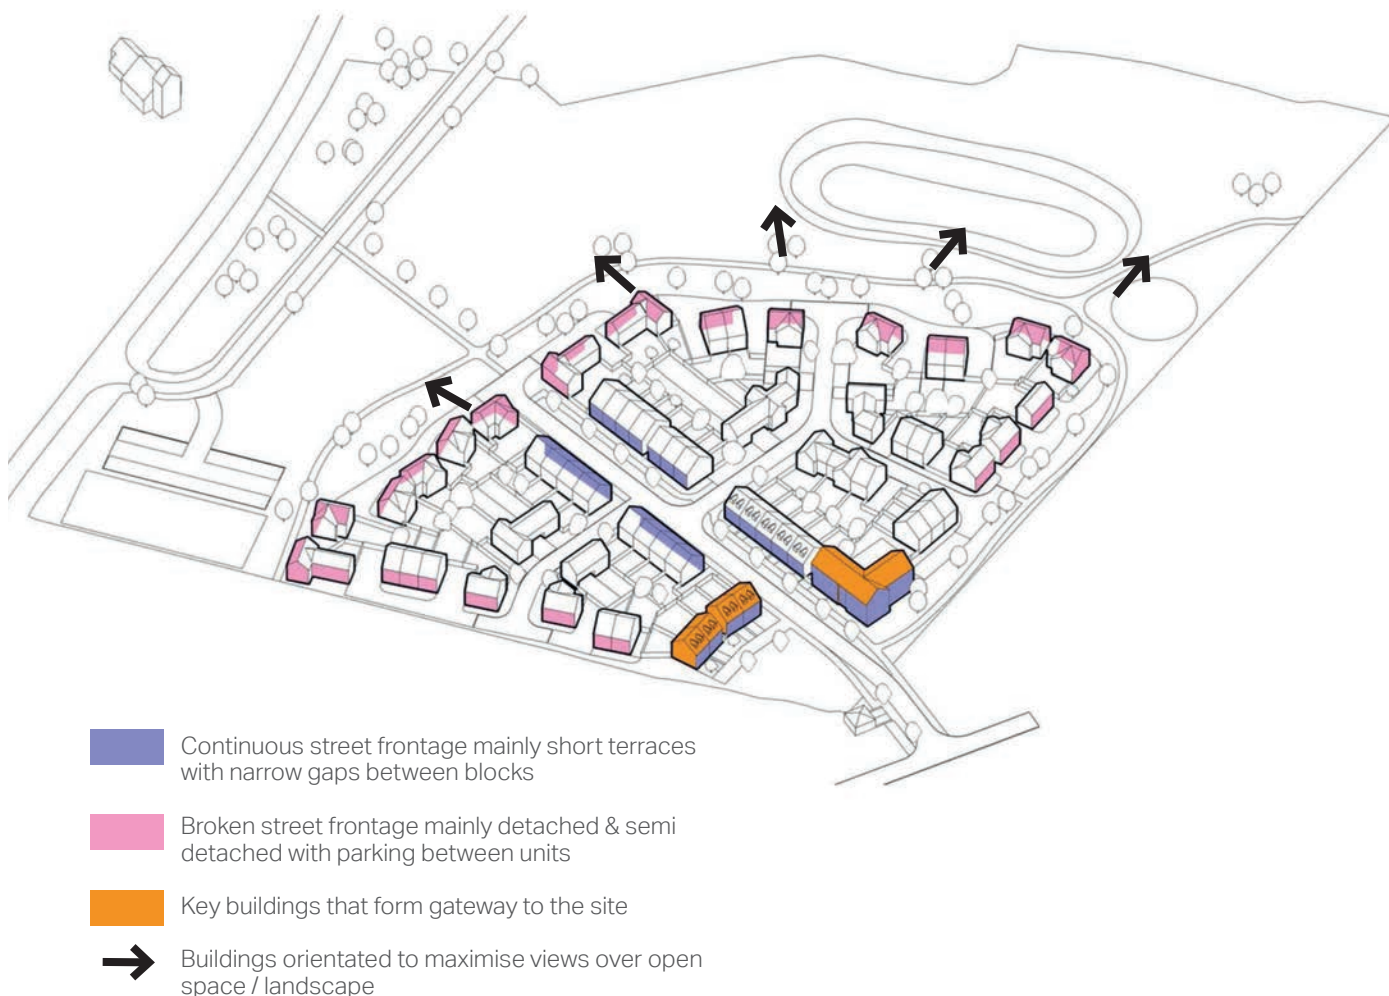 Continuous street frontage mainly short terraces
with narrow gaps between blocks
Broken street frontage mainly detached & semi
detached with parking between units
Key buildings that form gateway to the site
Buildings orientated to maximise views over open
space / landscape